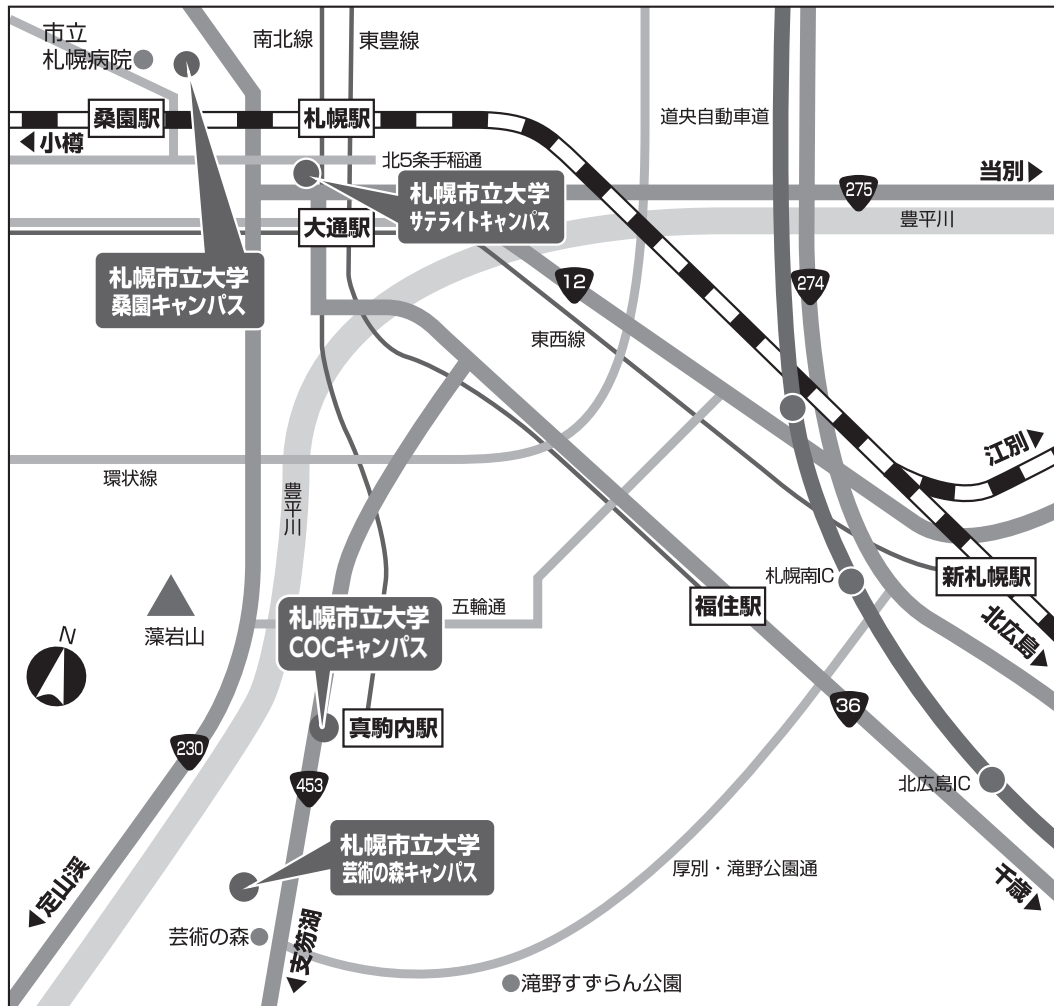 市立
札幌病院
南北線
東豊線
道央自動車道
桑園駅
札幌駅
◀小樽
北5条手稲通
当別▶
札幌市立大学
サテライトキャンパス
275
豊平川
大通駅
札幌市立大学
桑園キャンパス
12
274
東西線
環状線
豊平川
江別▶
藻岩山
N
札幌市立大学
COCキャンパス
五輪通
福住駅
札幌南IC
新札幌駅
北広島▶
真駒内駅
36
230
453
北広島IC
札幌市立大学
芸術の森キャンパス
厚別・滝野公園通
千歳▶
◀定山渓
芸術の森
◀支笏湖
滝野すずらん公園